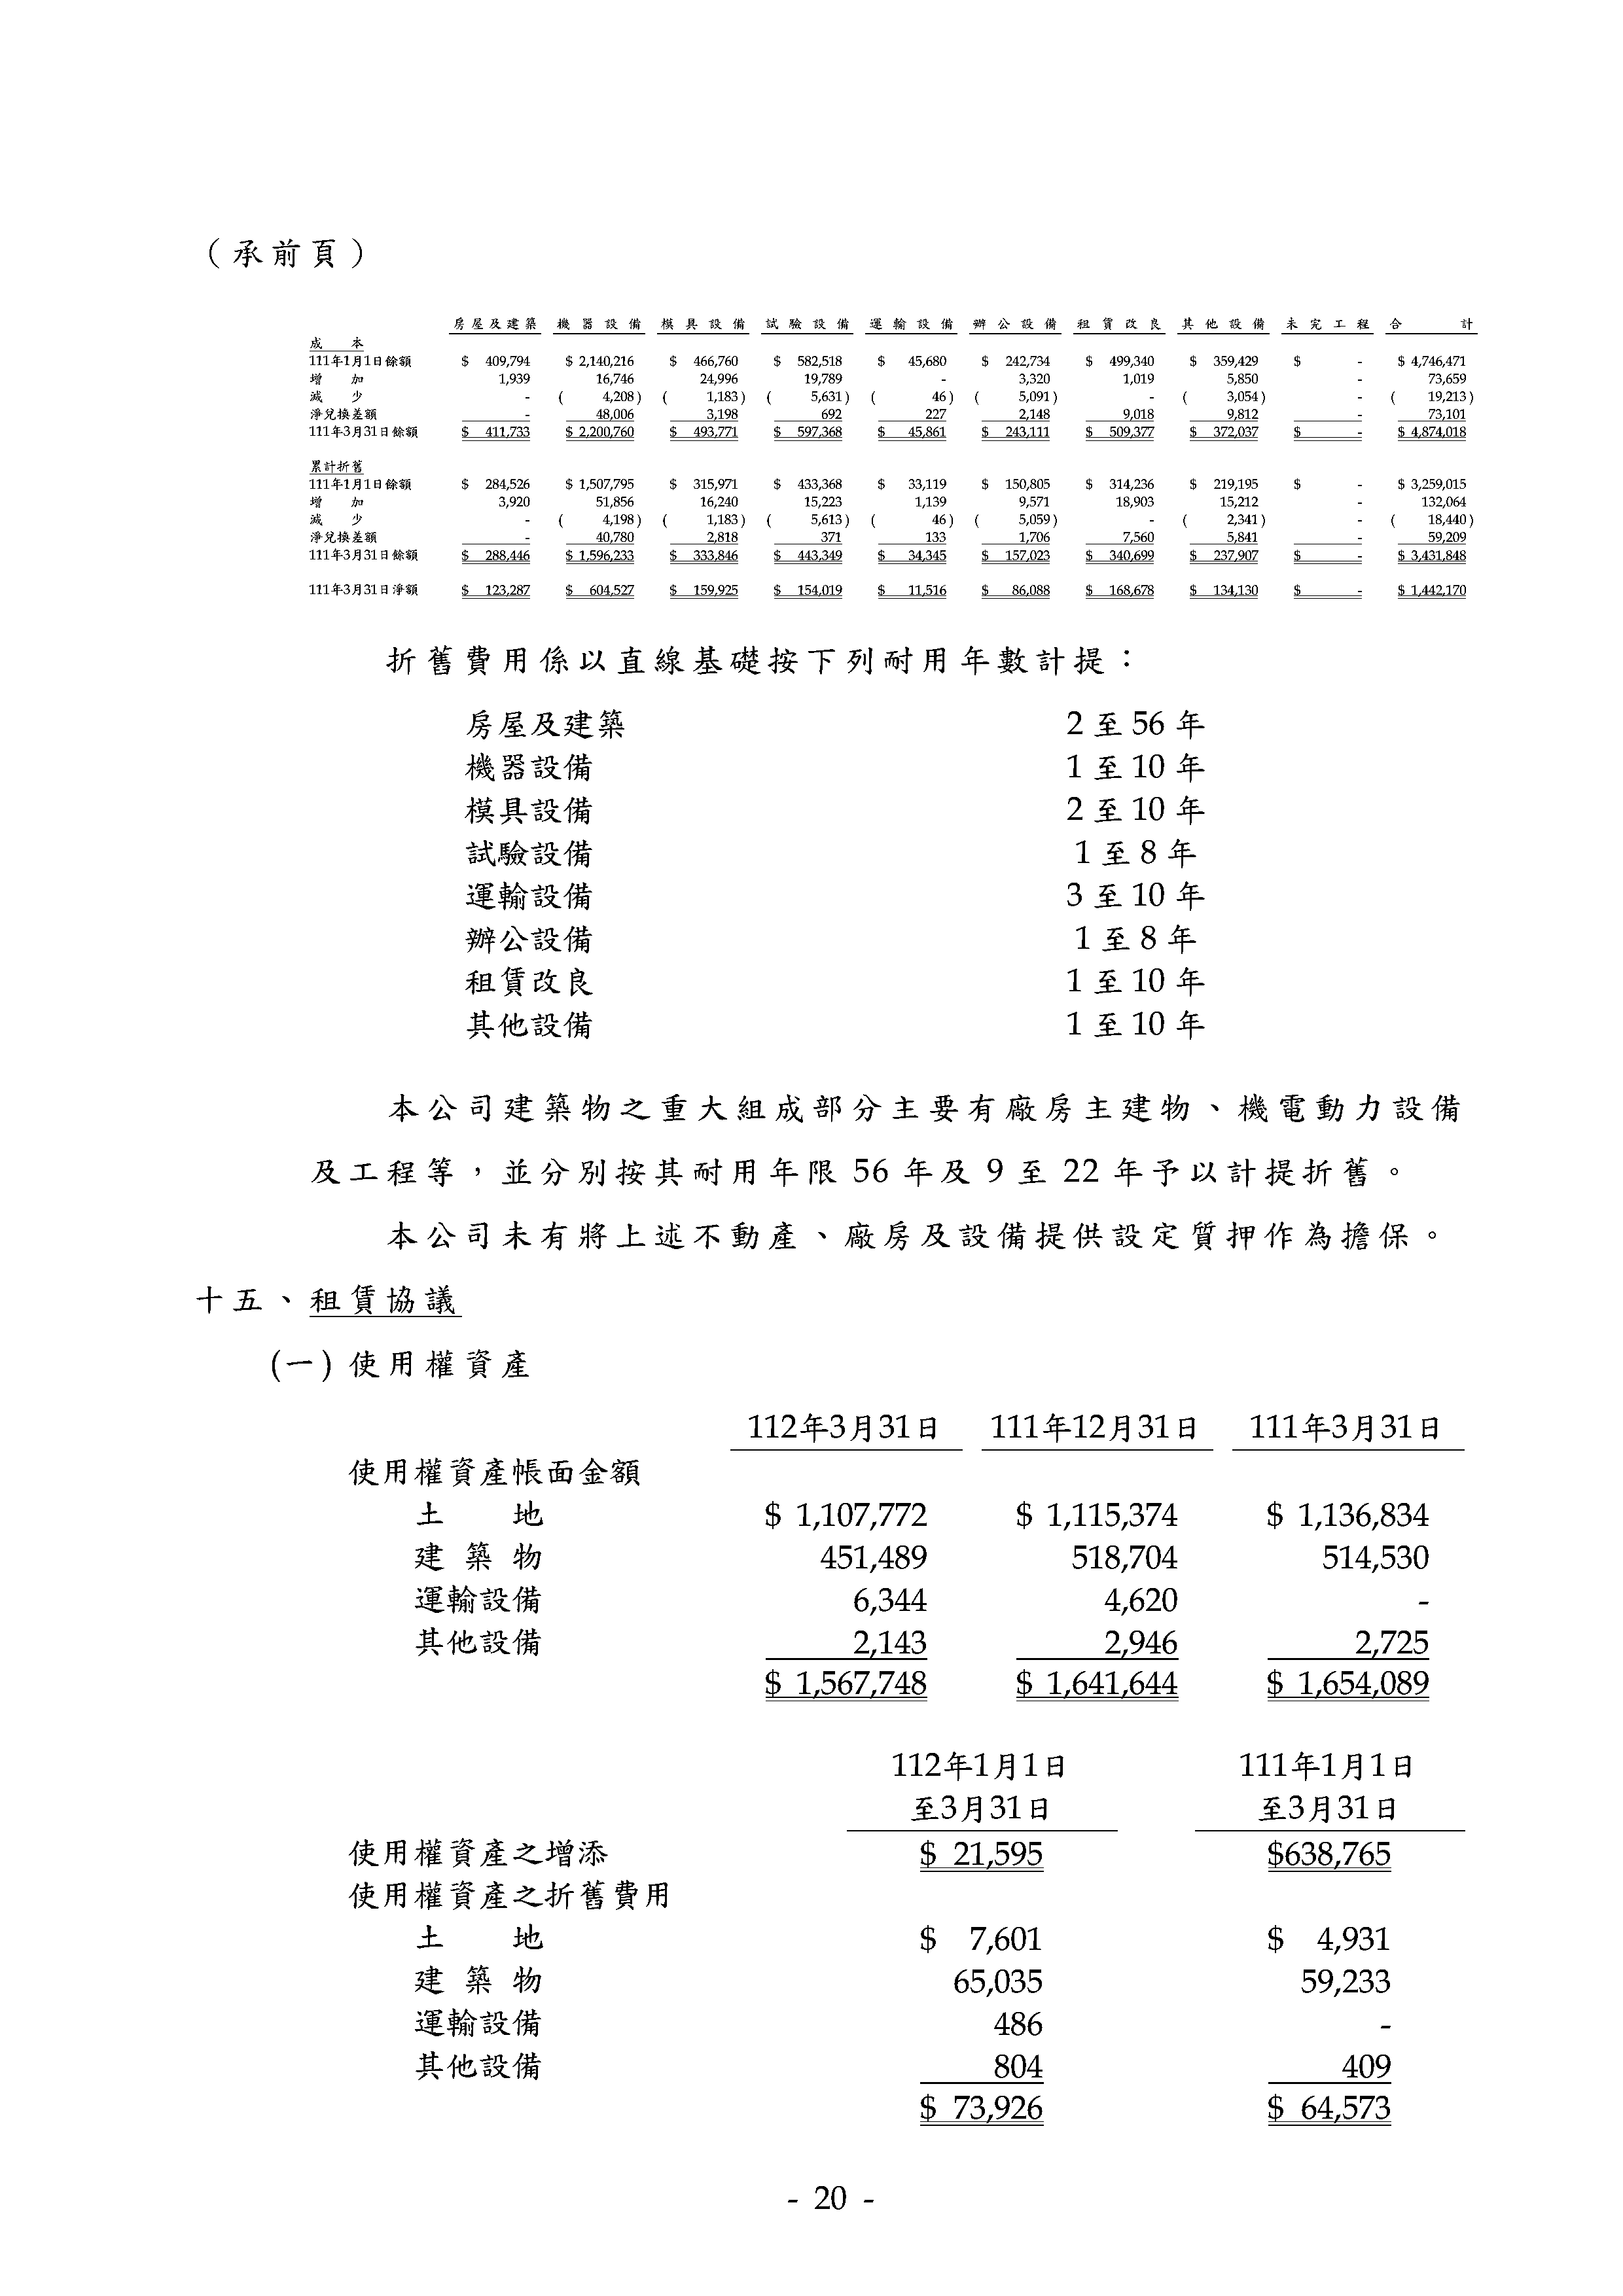 （承前頁）
房屋及建築 機器設備 模具設備 試驗設備 運輸設備 辦公設備 租賃改良 其他設備 未完工程 合計
成本
111年1月1日餘額 $ 409,794 $ 2,140,216 $ 466,760 $ 582,518 $ 45,680 $ 242,734 $ 499,340 $ 359,429 $ - $ 4,746,471
增加 1,939 16,746 24,996 19,789 - 3,320 1,019 5,850 - 73,659
減少 - ( 4,208) ( 1,183) ( 5,631) ( 46) ( 5,091) - ( 3,054) - ( 19,213)
淨兌換差額 - 48,006 3,198 692 227 2,148 9,018 9,812 - 73,101
111年3月31日餘額 $ 411,733 $ 2,200,760 $ 493,771 $ 597,368 $ 45,861 $ 243,111 $ 509,377 $ 372,037 $ - $ 4,874,018
累計折舊
111年1月1日餘額 $ 284,526 $ 1,507,795 $ 315,971 $ 433,368 $ 33,119 $ 150,805 $ 314,236 $ 219,195 $ - $ 3,259,015
增加 3,920 51,856 16,240 15,223 1,139 9,571 18,903 15,212 - 132,064
減少 - ( 4,198) ( 1,183) ( 5,613) ( 46) ( 5,059) - ( 2,341) - ( 18,440)
淨兌換差額 - 40,780 2,818 371 133 1,706 7,560 5,841 - 59,209
111年3月31日餘額 $ 288,446 $ 1,596,233 $ 333,846 $ 443,349 $ 34,345 $ 157,023 $ 340,699 $ 237,907 $ - $ 3,431,848
111年3月31日淨額 $ 123,287 $ 604,527 $ 159,925 $ 154,019 $ 11,516 $ 86,088 $ 168,678 $ 134,130 $ - $ 1,442,170
折舊費用係以直線基礎按下列耐用年數計提：
房屋及建築 2 至 56 年
機器設備 1 至 10 年
模具設備 2 至 10 年
試驗設備 1 至 8 年
運輸設備 3 至 10 年
辦公設備 1 至 8 年
租賃改良 1 至 10 年
其他設備 1 至 10 年
本公司建築物之重大組成部分主要有廠房主建物、機電動力設備
及工程等，並分別按其耐用年限 56 年及 9 至 22 年予以計提折舊。
本公司未有將上述不動產、廠房及設備提供設定質押作為擔保。
十五、租賃協議
(一) 使用權資產
112年3月31日 111年12月31日 111年3月31日
使用權資產帳面金額
土地 $ 1,107,772 $ 1,115,374 $ 1,136,834
建築物 451,489 518,704 514,530
運輸設備 6,344 4,620 -
其他設備 2,143 2,946 2,725
$ 1,567,748 $ 1,641,644 $ 1,654,089
112年1月1日 111年1月1日
至3月31日 至3月31日
使用權資產之增添 $ 21,595 $638,765
使用權資產之折舊費用
土地 $ 7,601 $ 4,931
建築物 65,035 59,233
運輸設備 486 -
其他設備 804 409
$ 73,926 $ 64,573
- 20 -